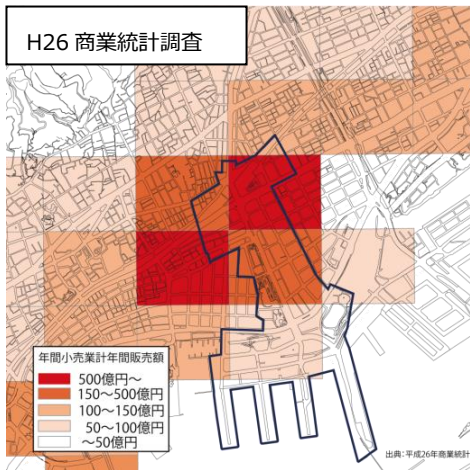 H26 商業統計調査
年間小売業計年間販売額
500億円～
150～500億円
100～150億円
50～100億円
～50億円
出典：平成26年商業統計